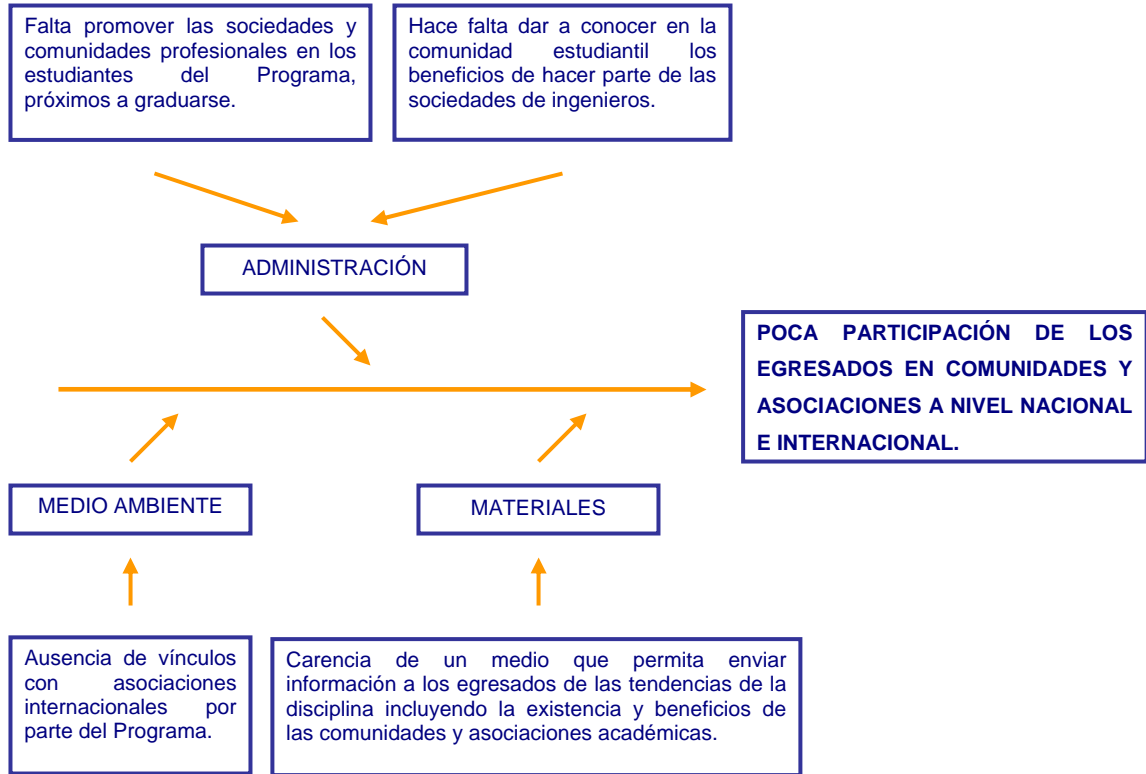 Falta promover las sociedades y
comunidades profesionales en los
estudiantes del Programa,
próximos a graduarse.
Hace falta dar a conocer en la
comunidad estudiantil los
beneficios de hacer parte de las
sociedades de ingenieros.
ADMINISTRACIÓN
POCA PARTICIPACIÓN DE LOS
EGRESADOS EN COMUNIDADES Y
ASOCIACIONES A NIVEL NACIONAL
E INTERNACIONAL.
MEDIO AMBIENTE
MATERIALES
Ausencia de vínculos
con asociaciones
internacionales por
parte del Programa.
Carencia de un medio que permita enviar
información a los egresados de las tendencias de la
disciplina incluyendo la existencia y beneficios de
las comunidades y asociaciones académicas.